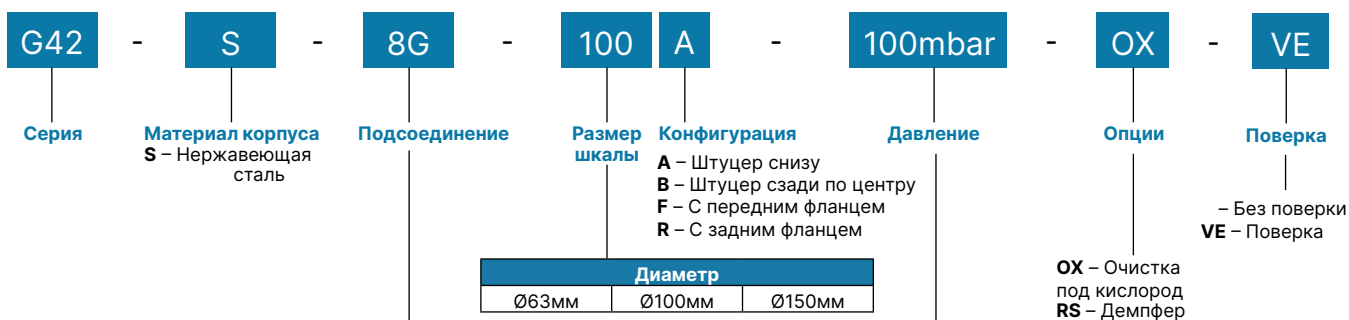 G42 - S - 8G - 100 A - 100mbar - OX - VE
Серия
Материал корпуса
S – Нержавеющая
сталь
Подсоединение
Размер
шкалы
Конфигурация
A – Штуцер снизу
B – Штуцер сзади по центру
F – С передним фланцем
R – С задним фланцем
Диаметр
Ø63мм Ø100мм Ø150мм
Давление
Опции
OX – Очистка
под кислород
RS – Демпфер
Поверка
– Без поверки
VE – Поверка